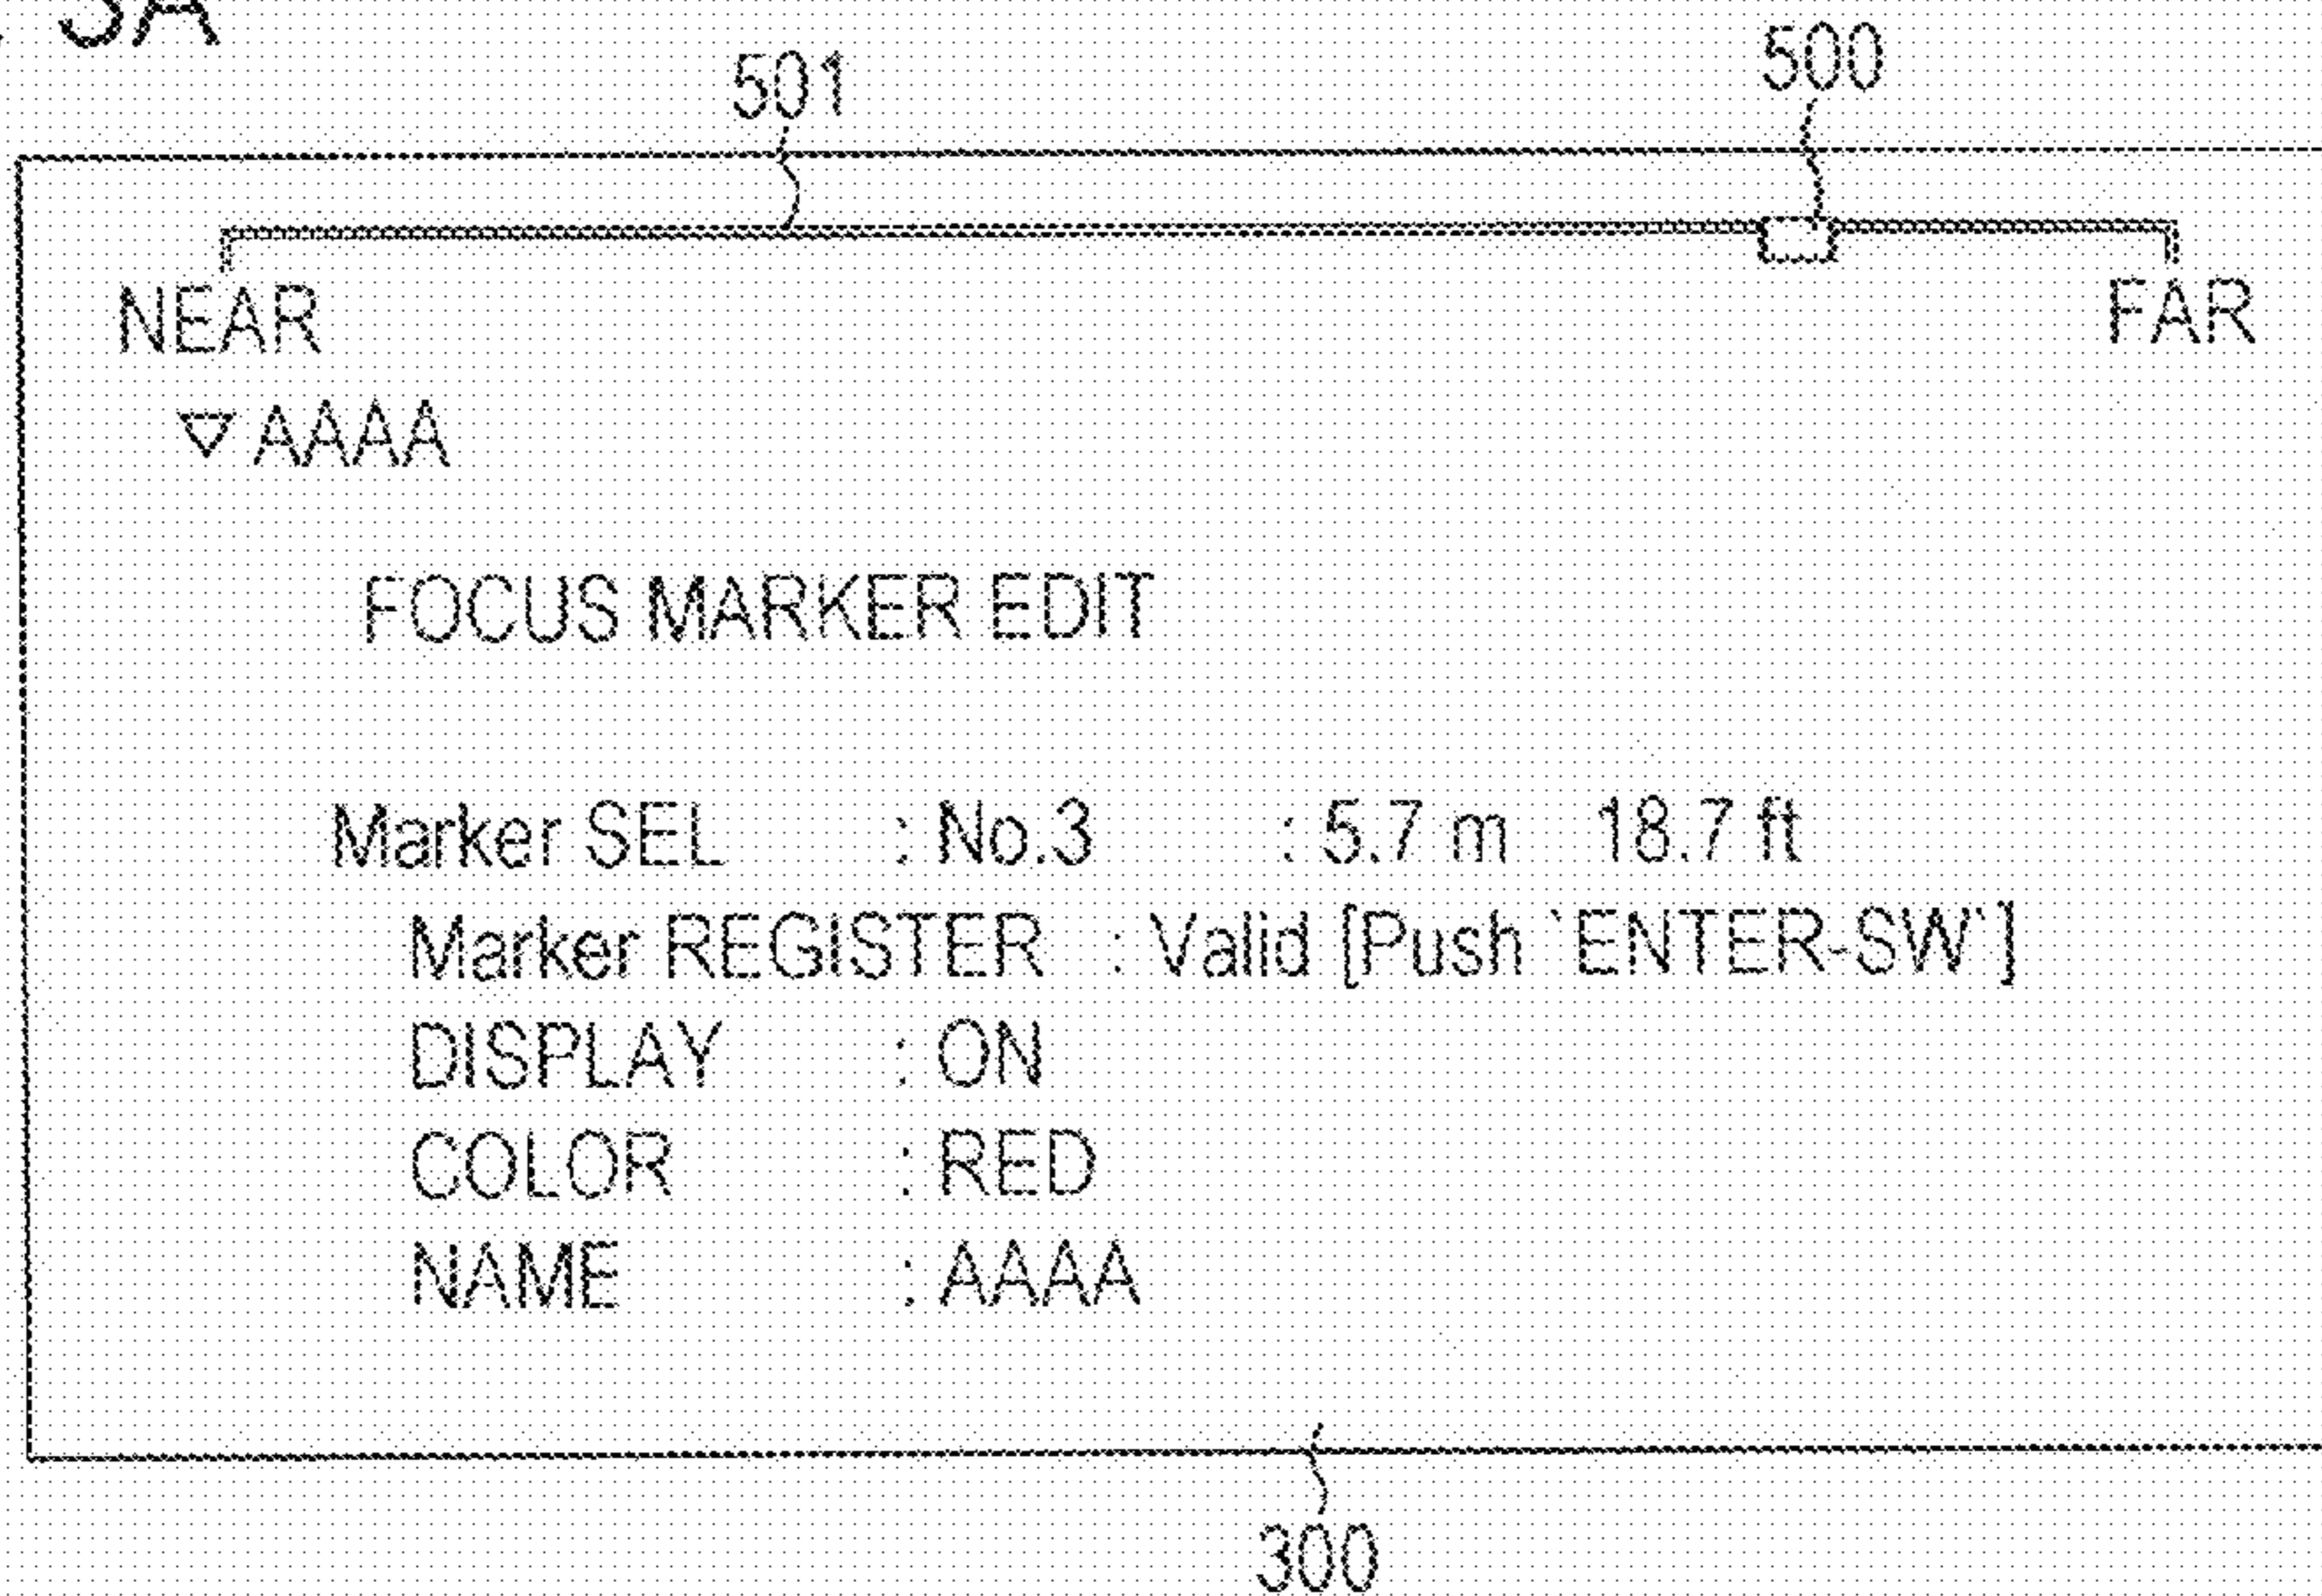 501 500
NEAR FAR
▽ AAAA
FOCUS MARKER EDIT
Marker SEL : No.3 : 5.7 m 18.7 ft
Marker REGISTER : Valid [Push `ENTER-SW`]
DISPLAY : ON
COLOR : RED
NAME : AAAA
300